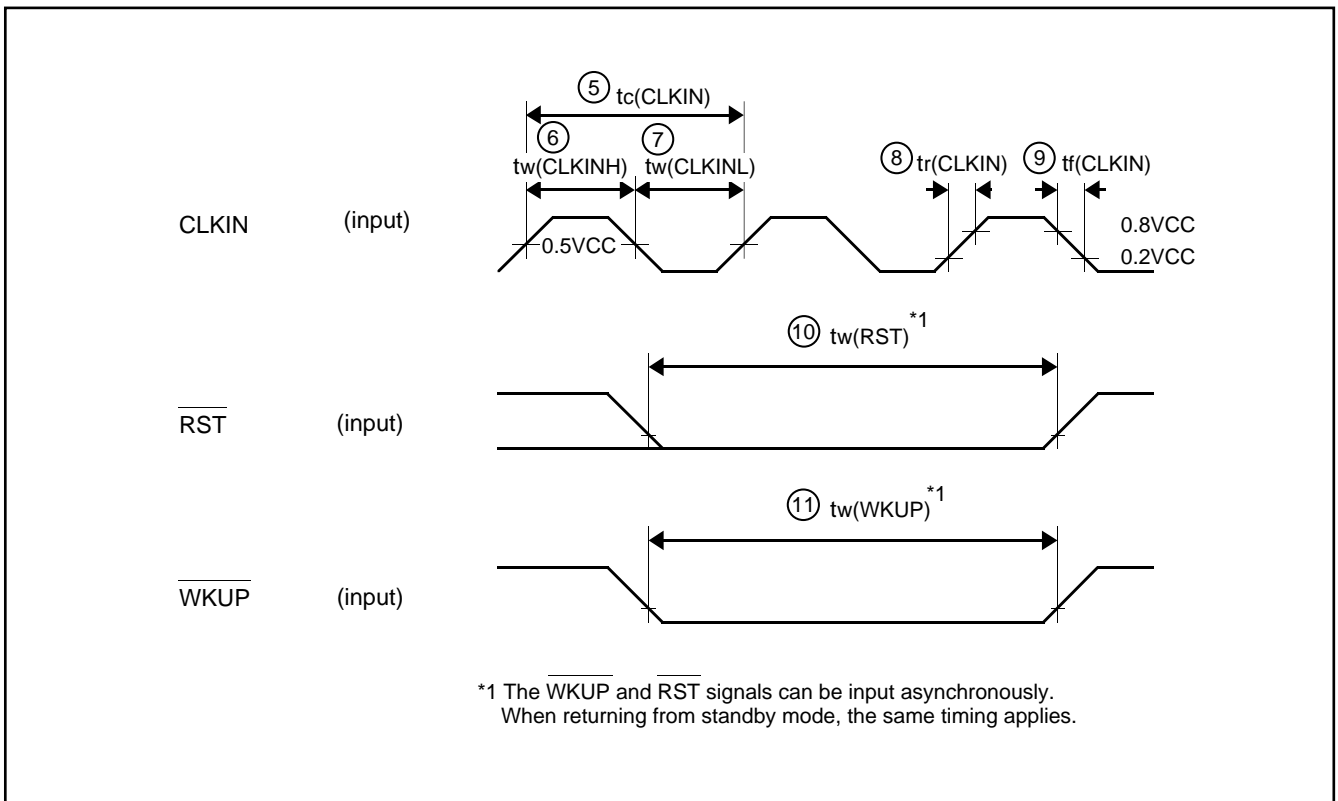 ⑤ tc(CLKIN)
⑥ ⑦
tw(CLKINH) tw(CLKINL) ⑧ tr(CLKIN) ⑨ tf(CLKIN)
CLKIN (input) 0.5VCC 0.8VCC
0.2VCC
⑩ tw(RST)*1
RST (input)
⑪ tw(WKUP)*1
WKUP (input)
*1 The WKUP and RST signals can be input asynchronously.
When returning from standby mode, the same timing applies.